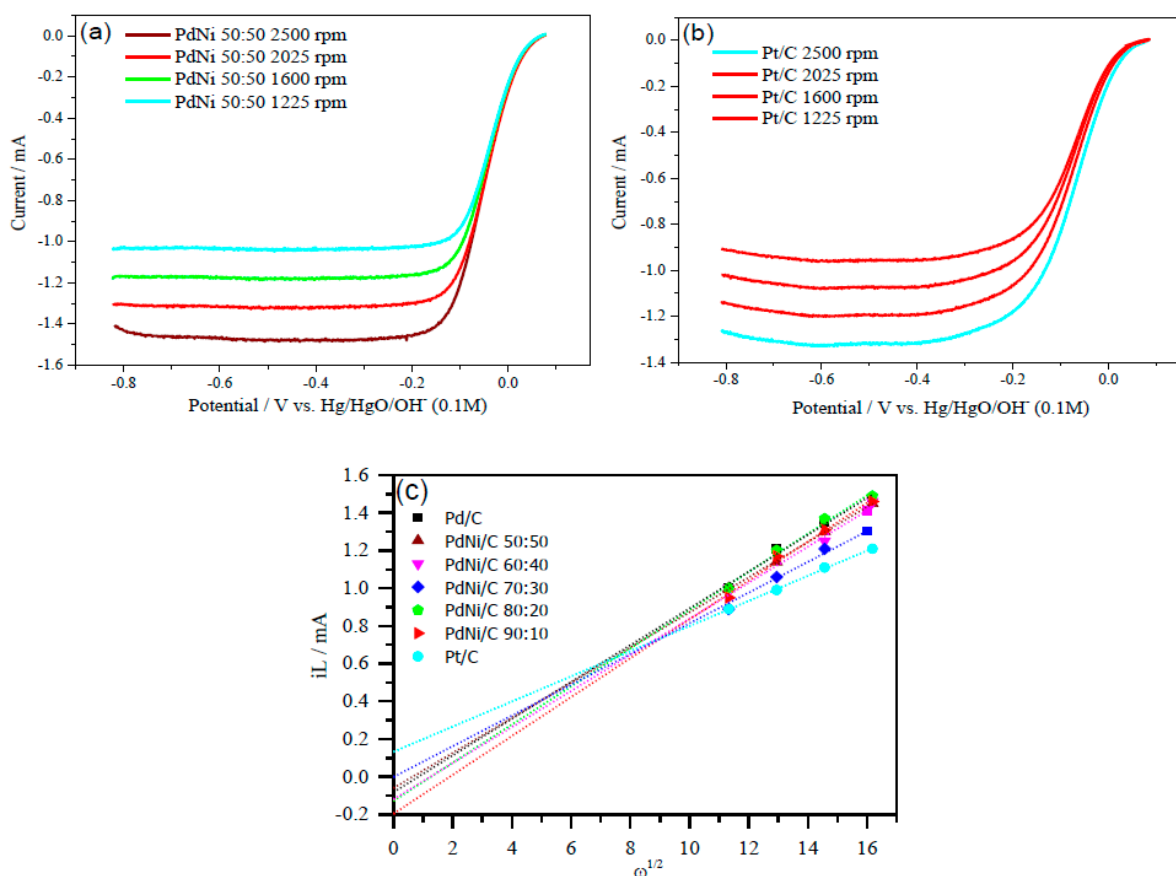 (a)
PdNi 50:50 2500 rpm
PdNi 50:50 2025 rpm
PdNi 50:50 1600 rpm
PdNi 50:50 1225 rpm
0.0
-0.2
-0.4
-0.6
-0.8
-1.0
-1.2
-1.4
-1.6
Current / mA
-0.8 -0.6 -0.4 -0.2 0.0
Potential / V vs. Hg/HgO/OH⁻ (0.1M)
(b)
Pt/C 2500 rpm
Pt/C 2025 rpm
Pt/C 1600 rpm
Pt/C 1225 rpm
0.0
-0.2
-0.4
-0.6
-0.8
-1.0
-1.2
-1.4
Current / mA
-0.8 -0.6 -0.4 -0.2 0.0
Potential / V vs. Hg/HgO/OH⁻ (0.1M)
(c)
Pd/C
PdNi/C 50:50
PdNi/C 60:40
PdNi/C 70:30
PdNi/C 80:20
PdNi/C 90:10
Pt/C
1.6
1.4
1.2
1.0
0.8
0.6
0.4
0.2
0.0
-0.2
iL / mA
0 2 4 6 8 10 12 14 16
ω^1/2